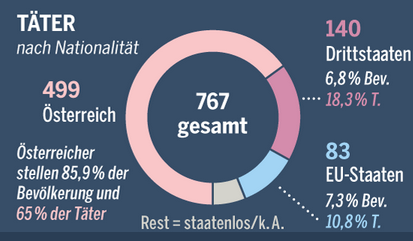 TÄTER
nach Nationalität
499
Österreich
Österreicher
stellen 85,9% der
Bevölkerung und
65% der Täter
767
gesamt
140
Drittstaaten
6,8% Bev.
18,3% T.
83
EU-Staaten
7,3% Bev.
10,8% T.
Rest = staatenlos/k. A.